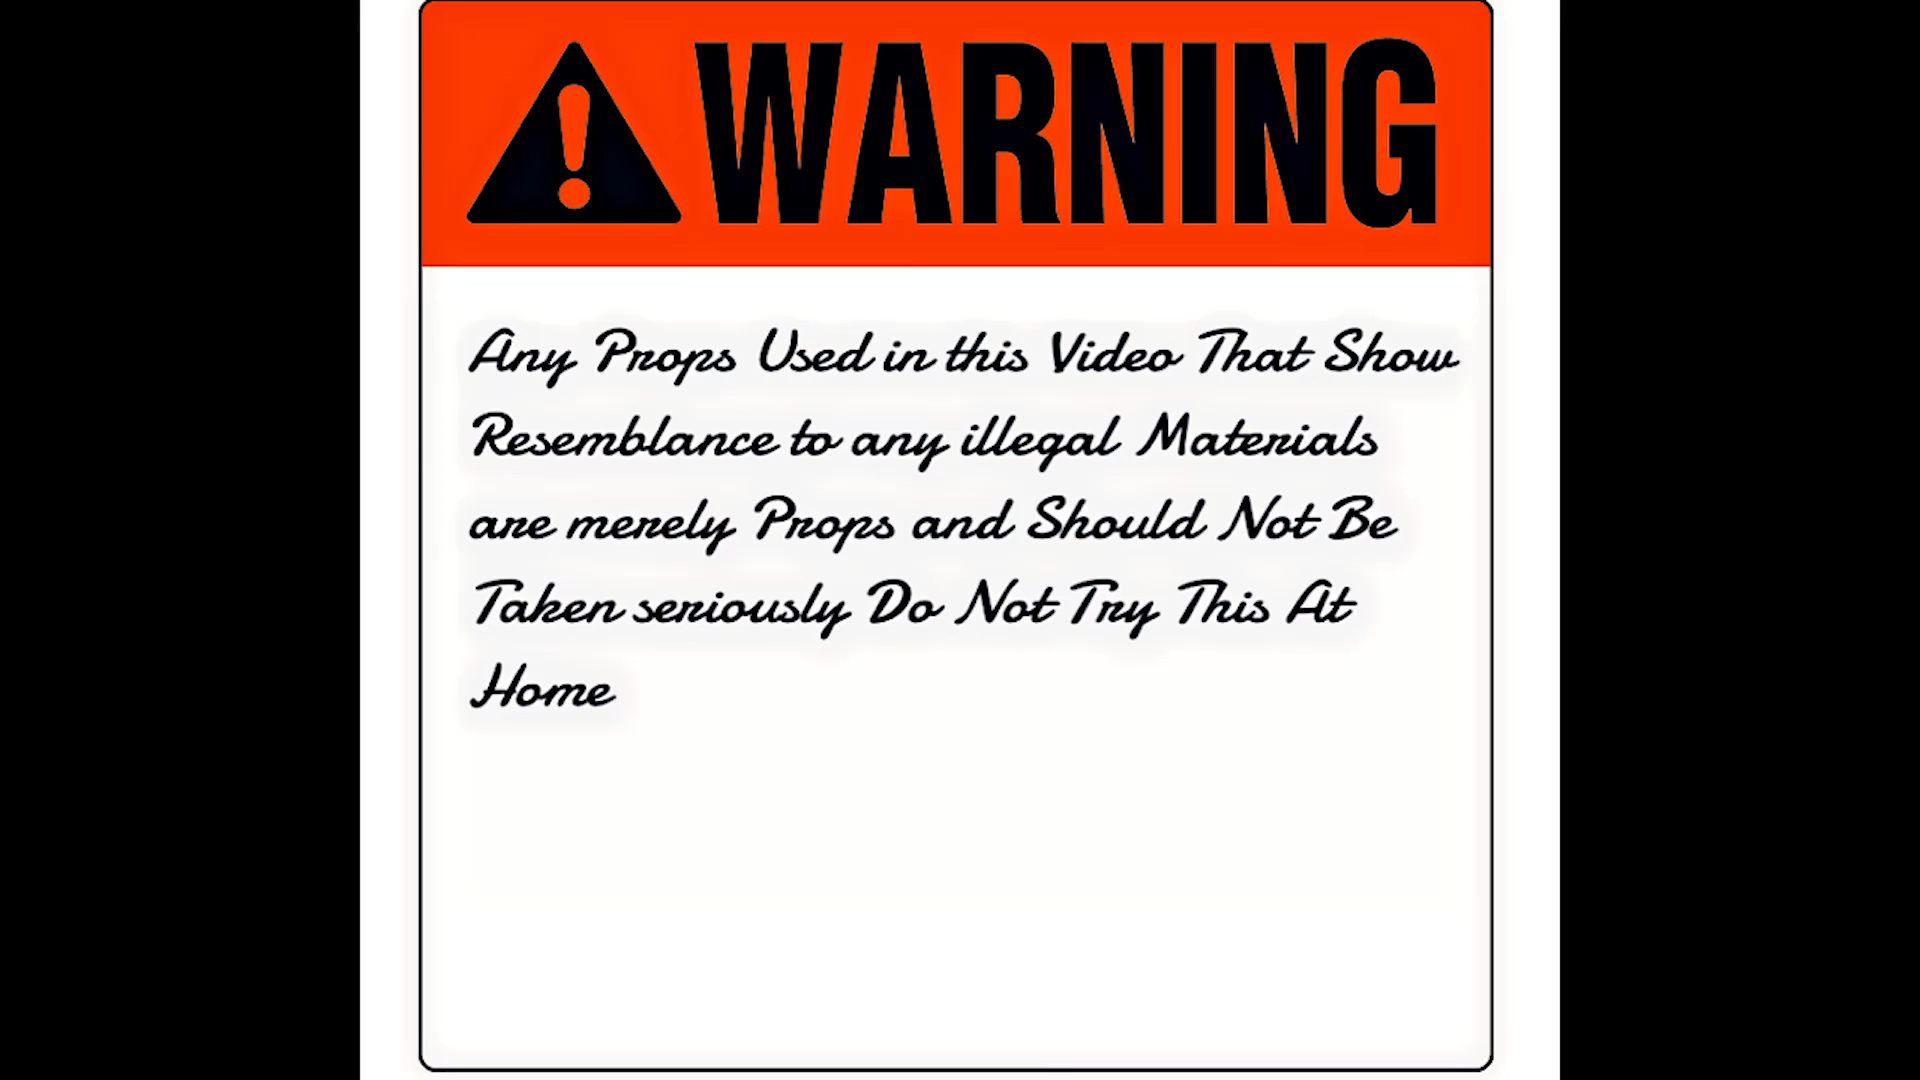 WARNING
Any Props Used in this Video That Show
Resemblance to any illegal Materials
are merely Props and Should Not Be
Taken seriously Do Not Try This At
Home